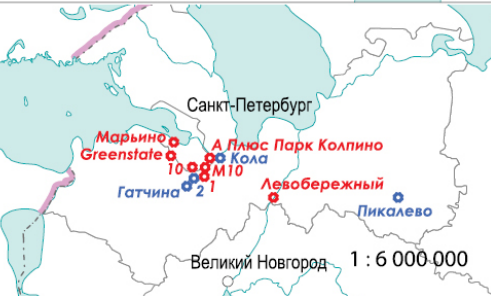 Санкт-Петербург
Марьино
А Плюс Парк Колпино
Greenstate
Кола
10
М10
Гатчина
2
1
Левобережный
Пикалево
Великий Новгород
1 : 6 000 000